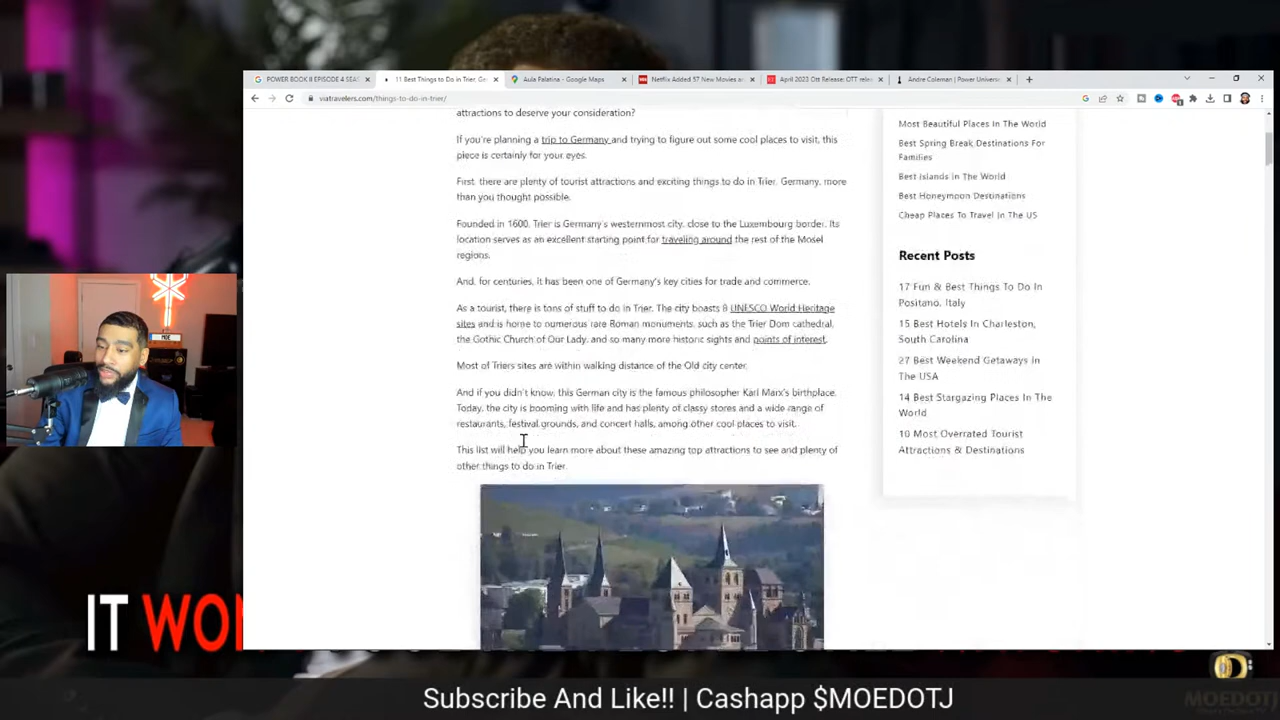 POWER BOOK II EPISODE 4 SEA
11 Best Things to Do in Trier, Ge
Aula Palatina - Google Maps
Netflix Added 57 New Movies a
April 2023 Ott Release: OTT rele
Andre Coleman | Power Univers
viatravelers.com/things-to-do-in-trier/
attractions to deserve your consideration?
If you're planning a trip to Germany and trying to figure out some cool places to visit, this
piece is certainly for your eyes.
First, there are plenty of tourist attractions and exciting things to do in Trier, Germany, more
than you thought possible.
Founded in 1600, Trier is Germany's westernmost city, close to the Luxembourg border. Its
location serves as an excellent starting point for traveling around the rest of the Mosel
regions.
And, for centuries, it has been one of Germany's key cities for trade and commerce.
As a tourist, there is tons of stuff to do in Trier. The city boasts 8 UNESCO World Heritage
sites and is home to numerous rare Roman monuments, such as the Trier Dom cathedral,
the Gothic Church of Our Lady, and so many more historic sights and points of interest.
Most of Triers sites are within walking distance of the Old city center.
And if you didn't know, this German city is the famous philosopher Karl Marx's birthplace.
Today, the city is booming with life and has plenty of classy stores and a wide range of
restaurants, festival grounds, and concert halls, among other cool places to visit.
This list will help you learn more about these amazing top attractions to see and plenty of
other things to do in Trier.
Most Beautiful Places In The World
Best Spring Break Destinations For
Families
Best Islands In The World
Best Honeymoon Destinations
Cheap Places To Travel In The US
Recent Posts
17 Fun & Best Things To Do In
Positano, Italy
15 Best Hotels In Charleston,
South Carolina
27 Best Weekend Getaways In
The USA
14 Best Stargazing Places In The
World
10 Most Overrated Tourist
Attractions & Destinations
MOE
IT WON
Subscribe And Like!! | Cashapp $MOEDOTJ
MOEDOTJ